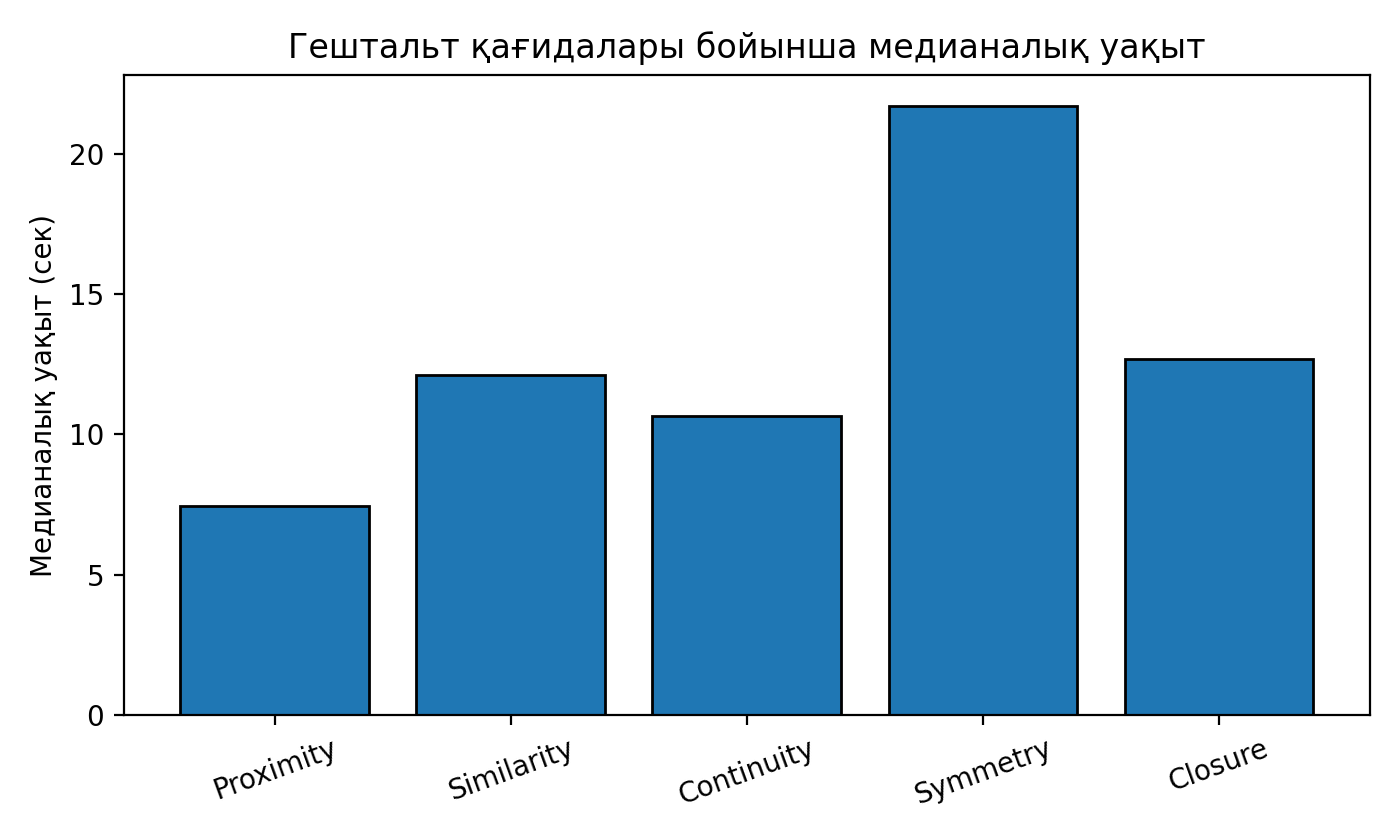 Гештальт қағидалары бойынша медианалық уақыт
Медианалық уақыт (сек)
20
15
10
5
0
Proximity
Similarity
Continuity
Symmetry
Closure